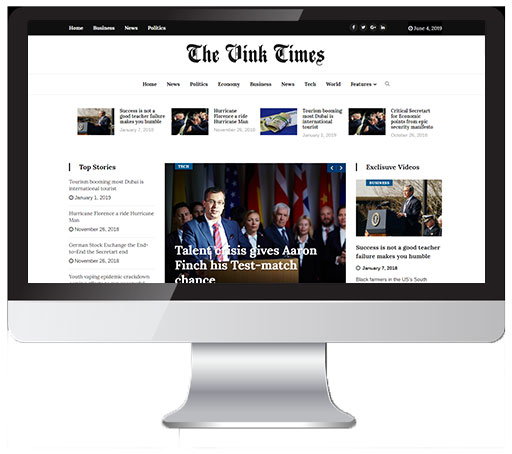 Home Business News Politics
June 4, 2019
The Vink Times
Home News Politics Economy Business News Tech World Features
Success is not a
good teacher failure
makes you humble
January 7, 2018
Hurricane
Florence a ride
Hurricane Man
November 26, 2018
Tourism booming
most Dubai is
international
tourist
January 1, 2019
Critical Secretart
for Economic
points from epic
security manifesto
October 26, 2018
Top Stories
Tourism booming most Dubai is
international tourist
January 1, 2019
Hurricane Florence a ride Hurricane
Man
November 26, 2018
German Stock Exchange the End-
to-End the Secretart end
November 26, 2018
Youth vaping epidemic crackdown
TECH
Talent crisis gives Aaron
Finch his Test-match
chance
Exclisuve Videos
BUSINESS
Success is not a good teacher
failure makes you humble
January 7, 2018
Black farmers in the US's South